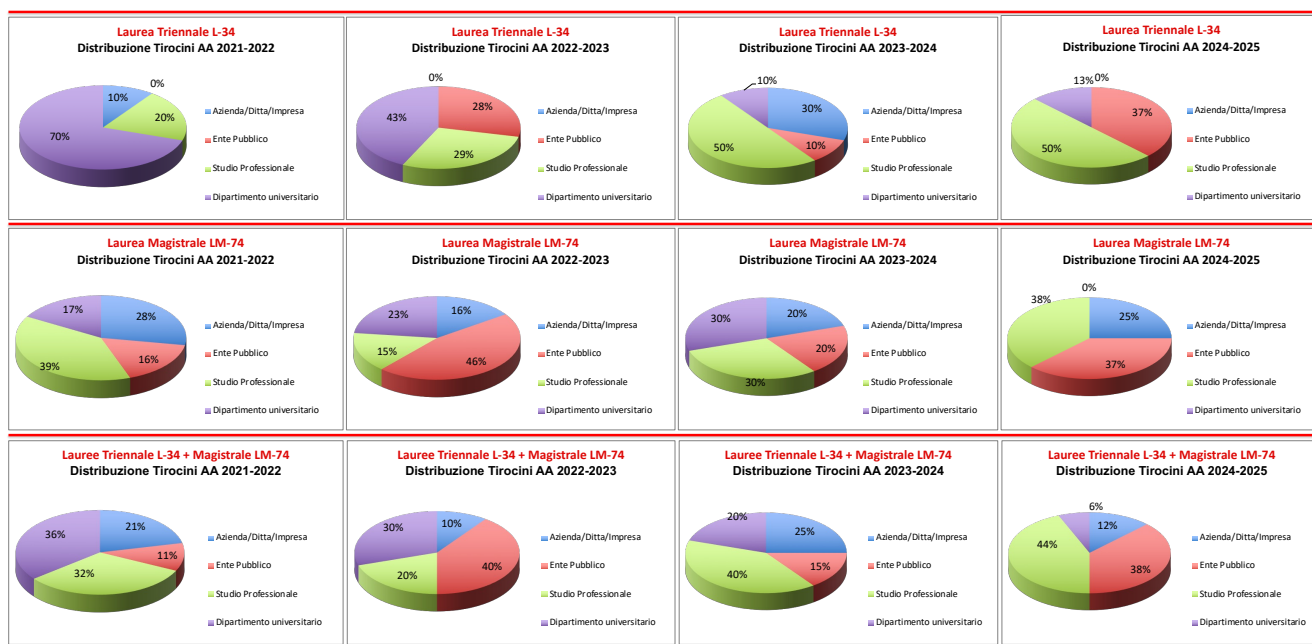 Laurea Triennale L-34
Distribuzione Tirocini AA 2021-2022
10%
0%
20%
70%
Azienda/Ditta/Impresa
Ente Pubblico
Studio Professionale
Dipartimento universitario
Laurea Triennale L-34
Distribuzione Tirocini AA 2022-2023
0%
28%
29%
43%
Azienda/Ditta/Impresa
Ente Pubblico
Studio Professionale
Dipartimento universitario
Laurea Triennale L-34
Distribuzione Tirocini AA 2023-2024
10%
30%
10%
50%
Azienda/Ditta/Impresa
Ente Pubblico
Studio Professionale
Dipartimento universitario
Laurea Triennale L-34
Distribuzione Tirocini AA 2024-2025
13%
0%
37%
50%
Azienda/Ditta/Impresa
Ente Pubblico
Studio Professionale
Dipartimento universitario
Laurea Magistrale LM-74
Distribuzione Tirocini AA 2021-2022
17%
28%
16%
39%
Azienda/Ditta/Impresa
Ente Pubblico
Studio Professionale
Dipartimento universitario
Laurea Magistrale LM-74
Distribuzione Tirocini AA 2022-2023
23%
16%
15%
46%
Azienda/Ditta/Impresa
Ente Pubblico
Studio Professionale
Dipartimento universitario
Laurea Magistrale LM-74
Distribuzione Tirocini AA 2023-2024
30%
20%
20%
30%
Azienda/Ditta/Impresa
Ente Pubblico
Studio Professionale
Dipartimento universitario
Laurea Magistrale LM-74
Distribuzione Tirocini AA 2024-2025
0%
38%
25%
37%
Azienda/Ditta/Impresa
Ente Pubblico
Studio Professionale
Dipartimento universitario
Lauree Triennale L-34 + Magistrale LM-74
Distribuzione Tirocini AA 2021-2022
36%
21%
11%
32%
Azienda/Ditta/Impresa
Ente Pubblico
Studio Professionale
Dipartimento universitario
Lauree Triennale L-34 + Magistrale LM-74
Distribuzione Tirocini AA 2022-2023
30%
10%
20%
40%
Azienda/Ditta/Impresa
Ente Pubblico
Studio Professionale
Dipartimento universitario
Lauree Triennale L-34 + Magistrale LM-74
Distribuzione Tirocini AA 2023-2024
20%
25%
15%
40%
Azienda/Ditta/Impresa
Ente Pubblico
Studio Professionale
Dipartimento universitario
Lauree Triennale L-34 + Magistrale LM-74
Distribuzione Tirocini AA 2024-2025
6%
12%
44%
38%
Azienda/Ditta/Impresa
Ente Pubblico
Studio Professionale
Dipartimento universitario